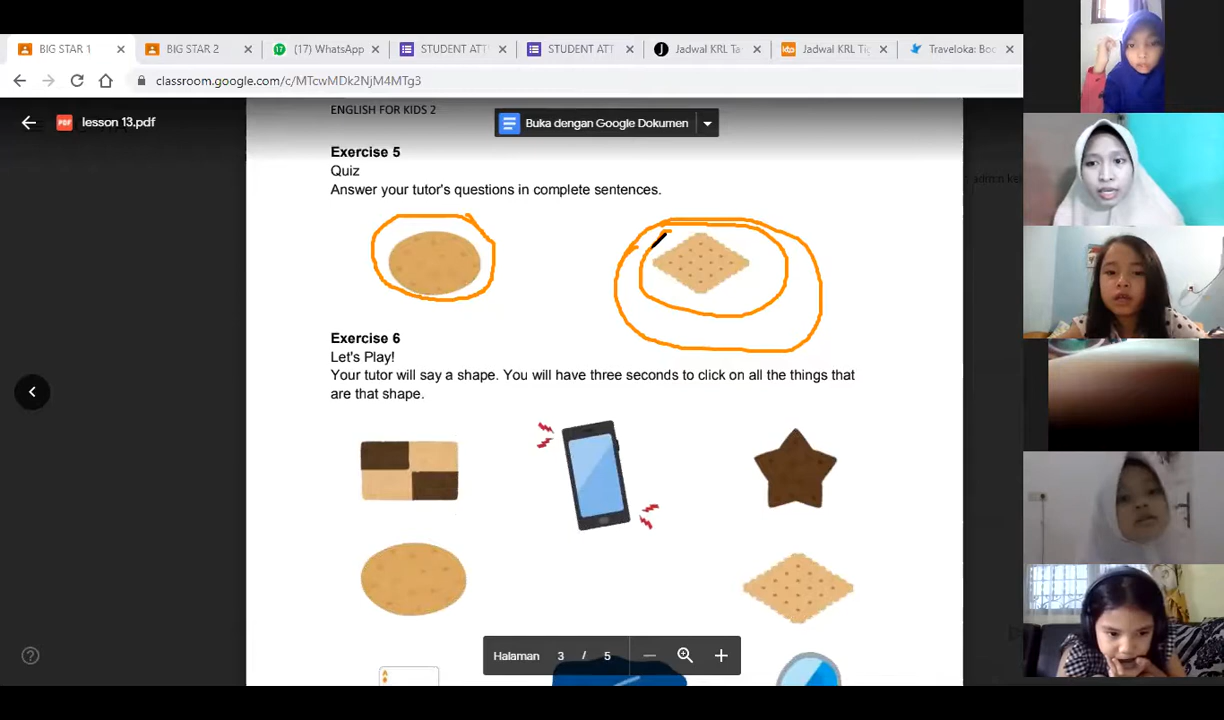 BIG STAR 1
BIG STAR 2
(17) WhatsApp
STUDENT ATT
STUDENT ATT
Jadwal KRL Ta
Jadwal KRL Tig
Traveloka: Boo
classroom.google.com/c/MTcwMDk2NjM4MTg3
lesson 13.pdf
Buka dengan Google Dokumen
ENGLISH FOR KIDS 2
Exercise 5
Quiz
Answer your tutor's questions in complete sentences.
Exercise 6
Let's Play!
Your tutor will say a shape. You will have three seconds to click on all the things that
are that shape.
Halaman 3 / 5